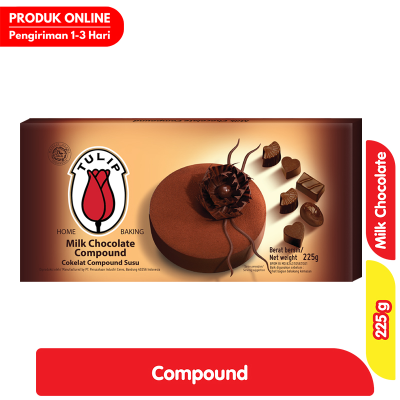 PRODUK ONLINE
Pengiriman 1-3 Hari
TULIP
HOME BAKING
Milk Chocolate
Compound
Cokelat Compound Susu
Berat bersih/
Net weight 225g
Milk Chocolate
225 g
Compound